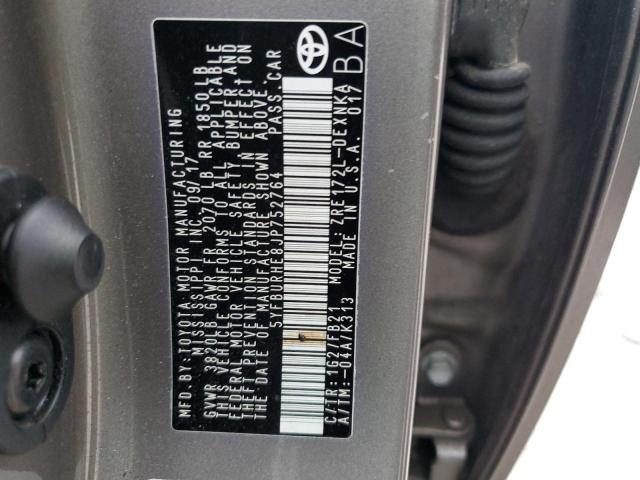 MFD.BY:TOYOTA MOTOR MANUFACTURING
MISSISSIPPI INC. 09/17
GVWR 3820LB GAWR FR 2070LB RR 1850LB
THIS VEHICLE CONFORMS TO ALL APPLICABLE
FEDERAL MOTOR VEHICLE SAFETY BUMPER AND
THEFT PREVENTION STANDARDS IN EFFECT ON
THE DATE OF MANUFACTURE SHOWN ABOVE.
5YFBURHE8JP752764 PASS.CAR
C/TR:1G2/FB21 MODEL:ZRE172L-DEXNKA
A/TM:-04A/K313 MADE IN U.S.A. 017
BA